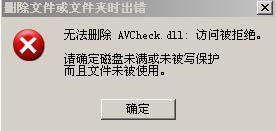 删除文件或文件夹时出错
无法删除 AVCheck.dll: 访问被拒绝。
请确定磁盘未满或未被写保护
而且文件未被使用。
确定